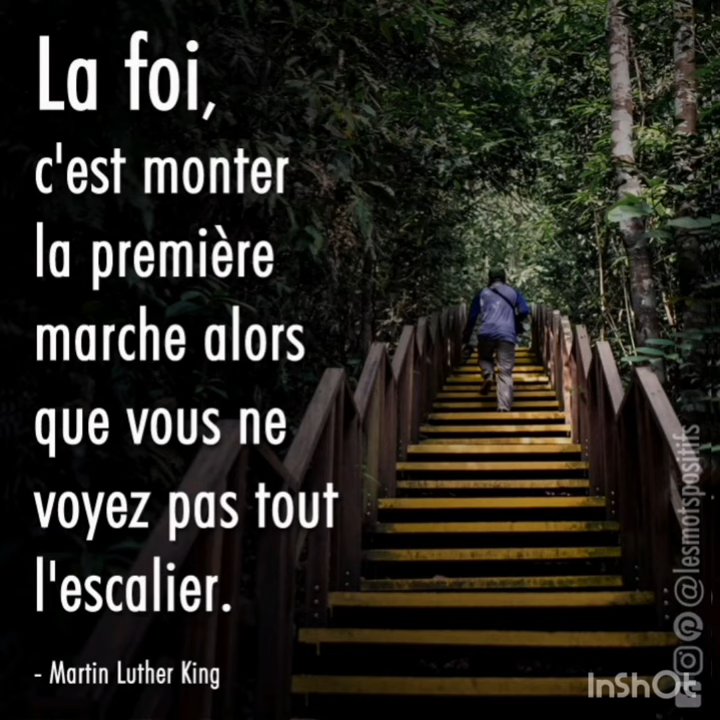 La foi,
c'est monter
la première
marche alors
que vous ne
voyez pas tout
l'escalier.
- Martin Luther King
@lesmotspositifs
InShOt